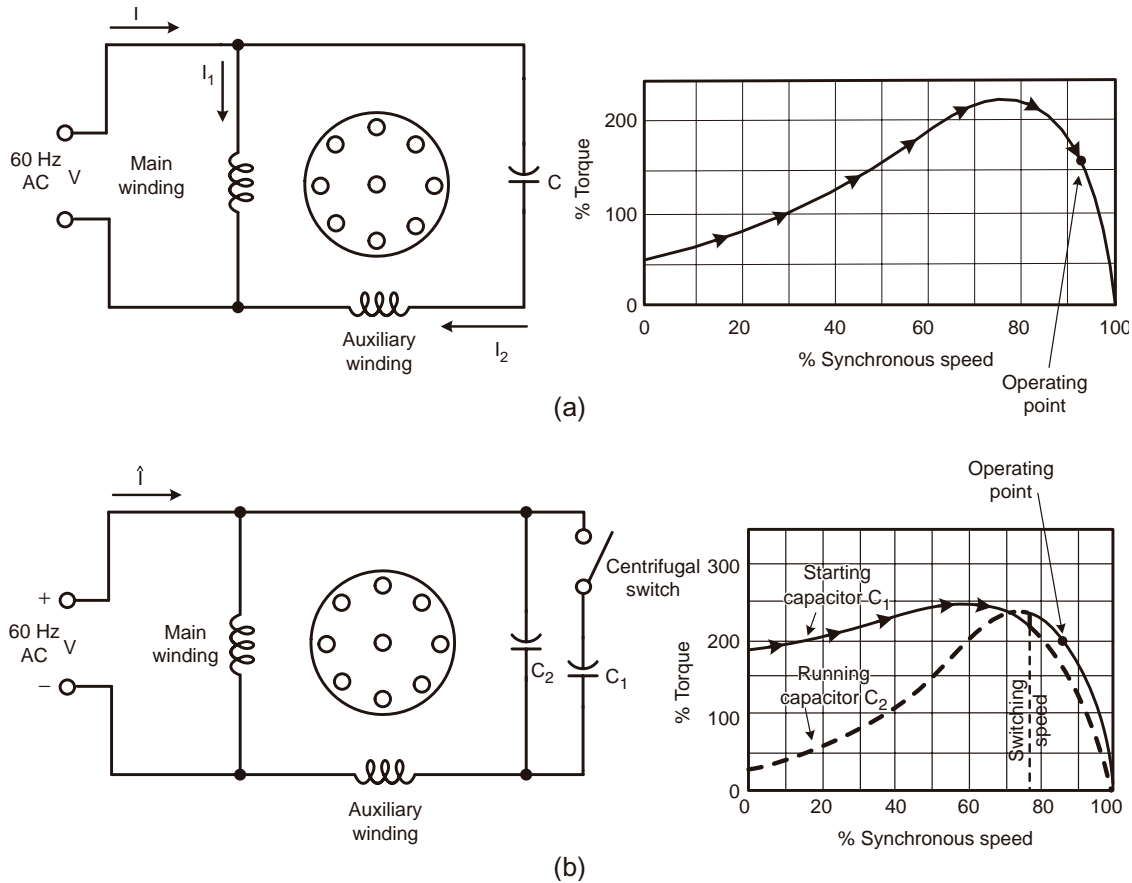 I
I1
60 Hz
AC
V
Main
winding
C
Auxiliary
winding
I2
% Torque
200
100
0
0 20 40 60 80 100
% Synchronous speed
Operating
point
(a)
Î
+
60 Hz
AC
V
−
Main
winding
Centrifugal
switch
C2
C1
Auxiliary
winding
Operating
point
% Torque
300
200
100
0
Starting
capacitor C1
Running
capacitor C2
Switching
speed
0 20 40 60 80 100
% Synchronous speed
(b)